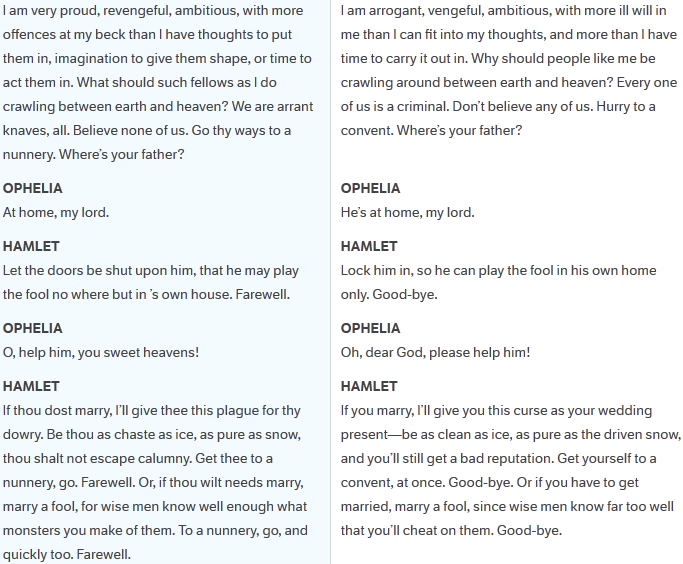 I am very proud, revengeful, ambitious, with more
offences at my beck than I have thoughts to put
them in, imagination to give them shape, or time to
act them in. What should such fellows as I do
crawling between earth and heaven? We are arrant
knaves, all. Believe none of us. Go thy ways to a
nunnery. Where's your father?
OPHELIA
At home, my lord.
HAMLET
Let the doors be shut upon him, that he may play
the fool no where but in 's own house. Farewell.
OPHELIA
O, help him, you sweet heavens!
HAMLET
If thou dost marry, I'll give thee this plague for thy
dowry. Be thou as chaste as ice, as pure as snow,
thou shalt not escape calumny. Get thee to a
nunnery, go. Farewell. Or, if thou wilt needs marry,
marry a fool, for wise men know well enough what
monsters you make of them. To a nunnery, go, and
quickly too. Farewell.
I am arrogant, vengeful, ambitious, with more ill will in
me than I can fit into my thoughts, and more than I have
time to carry it out in. Why should people like me be
crawling around between earth and heaven? Every one
of us is a criminal. Don't believe any of us. Hurry to a
convent. Where's your father?
OPHELIA
He's at home, my lord.
HAMLET
Lock him in, so he can play the fool in his own home
only. Good-bye.
OPHELIA
Oh, dear God, please help him!
HAMLET
If you marry, I'll give you this curse as your wedding
present—be as clean as ice, as pure as the driven snow,
and you'll still get a bad reputation. Get yourself to a
convent, at once. Good-bye. Or if you have to get
married, marry a fool, since wise men know far too well
that you'll cheat on them. Good-bye.